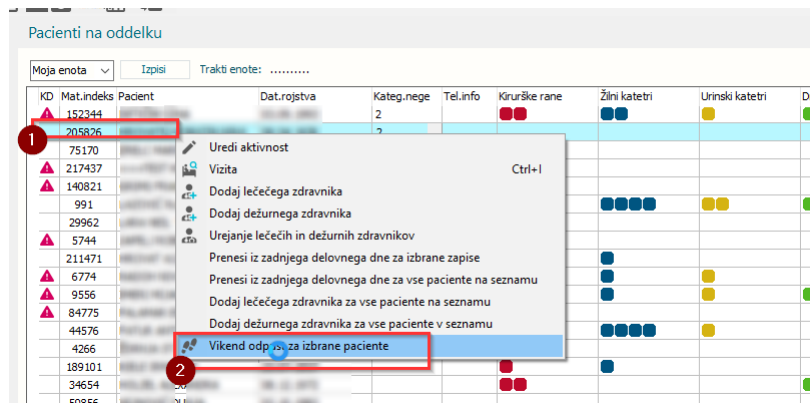 Pacienti na oddelku
Moja enota Izpisi Trakti enote: ..........
KD Mat.indeks Pacient Dat.rojstva Kateg.nege Tel.info Kirurške rane Žilni katetri Urinski katetri D
152344 2
1 205826 2
75170 Uredi aktivnost
217437 Vizita Ctrl+I
140821 Dodaj lečečega zdravnika
991 Dodaj dežurnega zdravnika
29962
5744 Urejanje lečečih in dežurnih zdravnikov
211471 Prenesi iz zadnjega delovnega dne za izbrane zapise
6774 Prenesi iz zadnjega delovnega dne za vse paciente na seznamu
9556 Dodaj lečečega zdravnika za vse paciente na seznamu
84775
44576 Dodaj dežurnega zdravnika za vse paciente v seznamu
4266 Vikend odpust za izbrane paciente
189101 2
34654